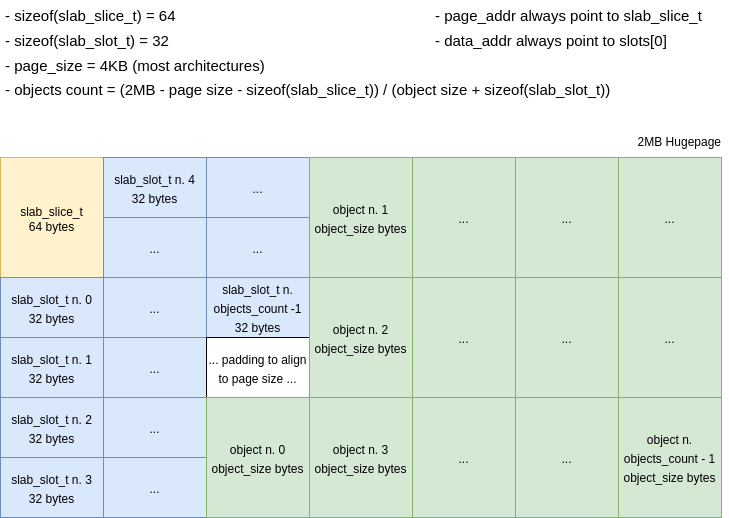 - sizeof(slab_slice_t) = 64
- sizeof(slab_slot_t) = 32
- page_size = 4KB (most architectures)
- objects count = (2MB - page size - sizeof(slab_slice_t)) / (object size + sizeof(slab_slot_t))
- page_addr always point to slab_slice_t
- data_addr always point to slots[0]
2MB Hugepage
slab_slice_t
64 bytes
slab_slot_t n. 0
32 bytes
slab_slot_t n. 1
32 bytes
slab_slot_t n. 2
32 bytes
slab_slot_t n. 3
32 bytes
slab_slot_t n. 4
32 bytes
...
...
...
...
...
...
...
slab_slot_t n.
objects_count -1
32 bytes
... padding to align
to page size ...
object n. 0
object_size bytes
object n. 1
object_size bytes
object n. 2
object_size bytes
object n. 3
object_size bytes
...
...
...
...
...
...
...
...
object n.
objects_count - 1
object_size bytes